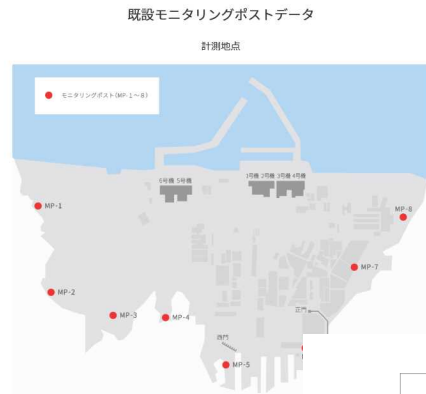 既設モニタリングポストデータ
計測地点
モニタリングポスト(MP-1～8)
6号機 5号機
1号機 2号機 3号機 4号機
MP-1
MP-8
MP-7
MP-2
MP-3
MP-4
正門
西門
MP-5